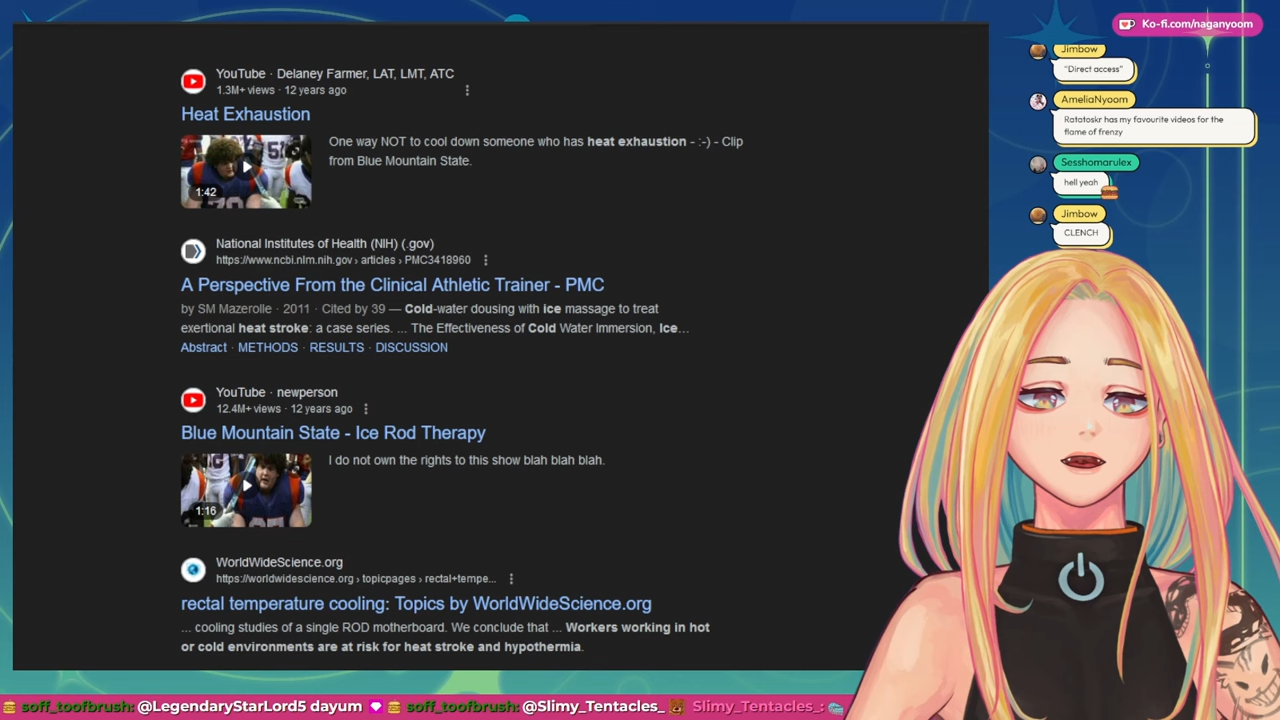 YouTube · Delaney Farmer, LAT, EMT, ATC
1.3M+ views · 12 years ago
Heat Exhaustion
One way NOT to cool down someone who has heat exhaustion - :-) - Clip
from Blue Mountain State.
1:42
National Institutes of Health (NIH) (.gov)
https://www.ncbi.nlm.nih.gov › articles › PMC3418960
A Perspective From the Clinical Athletic Trainer - PMC
by SM Mazerolle · 2011 · Cited by 39 — Cold-water dousing with ice massage to treat
exertional heat stroke: a case series. ... The Effectiveness of Cold Water Immersion, Ice...
Abstract · METHODS · RESULTS · DISCUSSION
YouTube · newperson
12.4M+ views · 12 years ago
Blue Mountain State - Ice Rod Therapy
I do not own the rights to this show blah blah blah.
1:16
WorldWideScience.org
https://worldwidescience.org › topicpages › rectal+tempe...
rectal temperature cooling: Topics by WorldWideScience.org
... cooling studies of a single ROD motherboard. We conclude that ... Workers working in hot
or cold environments are at risk for heat stroke and hypothermia.
Ko-fi.com/naganyoom
Jimbow
"Direct access"
AmeliaNyoom
Ratatoskr has my favourite videos for the
flame of frenzy
Sesshomarulex
hell yeah
Jimbow
CLENCH
soff_toofbrush: @LegendaryStarLord5 dayum soff_toofbrush: @Slimy_Tentacles_ Slimy_Tentacles_: